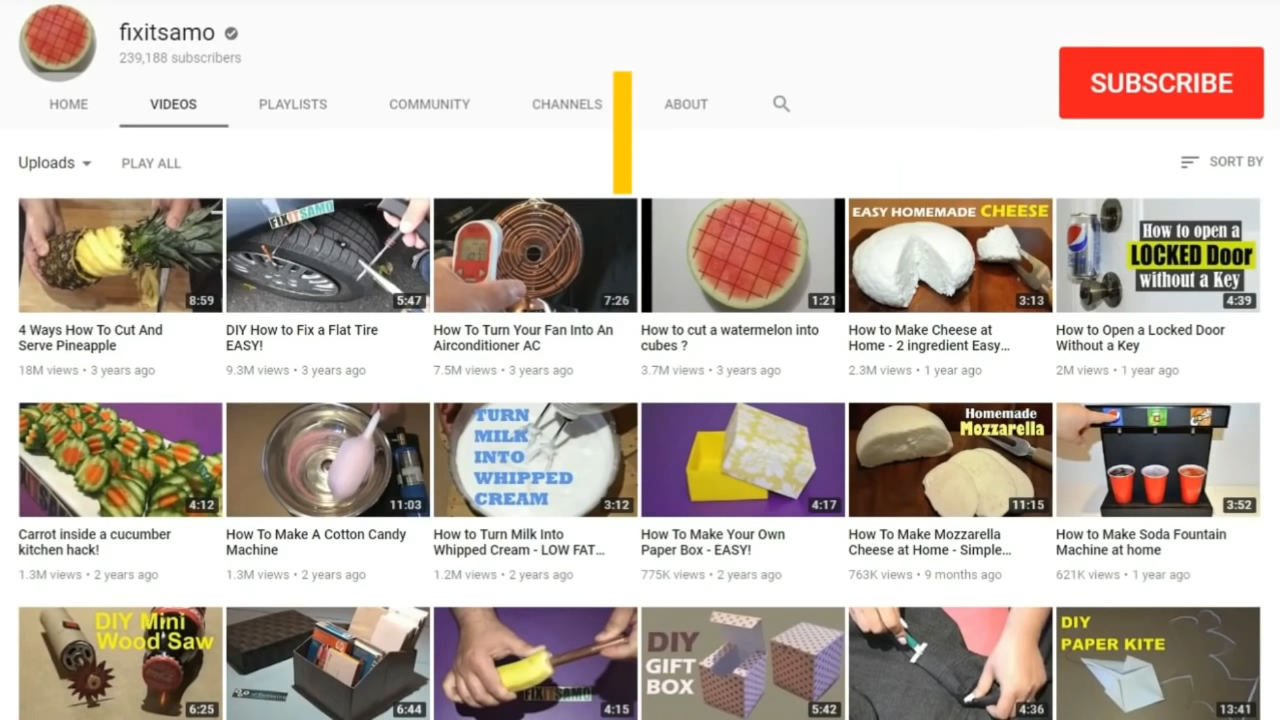 fixitsamo
239,188 subscribers
SUBSCRIBE
HOME VIDEOS PLAYLISTS COMMUNITY CHANNELS ABOUT
Uploads PLAY ALL SORT BY
FIXITSAMO
EASY HOMEMADE CHEESE
How to open a
LOCKED Door
without a Key
8:59 5:47 7:26 1:21 3:13 4:39
4 Ways How To Cut And
Serve Pineapple
18M views • 3 years ago
DIY How to Fix a Flat Tire
EASY!
9.3M views • 3 years ago
How To Turn Your Fan Into An
Airconditioner AC
7.5M views • 3 years ago
How to cut a watermelon into
cubes ?
3.7M views • 3 years ago
How to Make Cheese at
Home - 2 ingredient Easy...
2.3M views • 1 year ago
How to Open a Locked Door
Without a Key
2M views • 1 year ago
TURN
MILK
INTO
WHIPPED
CREAM
Homemade
Mozzarella
4:12 11:03 3:12 4:17 11:15 3:52
Carrot inside a cucumber
kitchen hack!
1.3M views • 2 years ago
How To Make A Cotton Candy
Machine
1.3M views • 2 years ago
How to Turn Milk Into
Whipped Cream - LOW FAT...
1.2M views • 2 years ago
How To Make Your Own
Paper Box - EASY!
775K views • 2 years ago
How To Make Mozzarella
Cheese at Home - Simple...
763K views • 9 months ago
How to Make Soda Fountain
Machine at home
621K views • 1 year ago
DIY Mini
Wood Saw
FIXITSAMO
DIY
GIFT
BOX
DIY
PAPER KITE
6:25 6:44 4:15 5:42 4:36 13:41